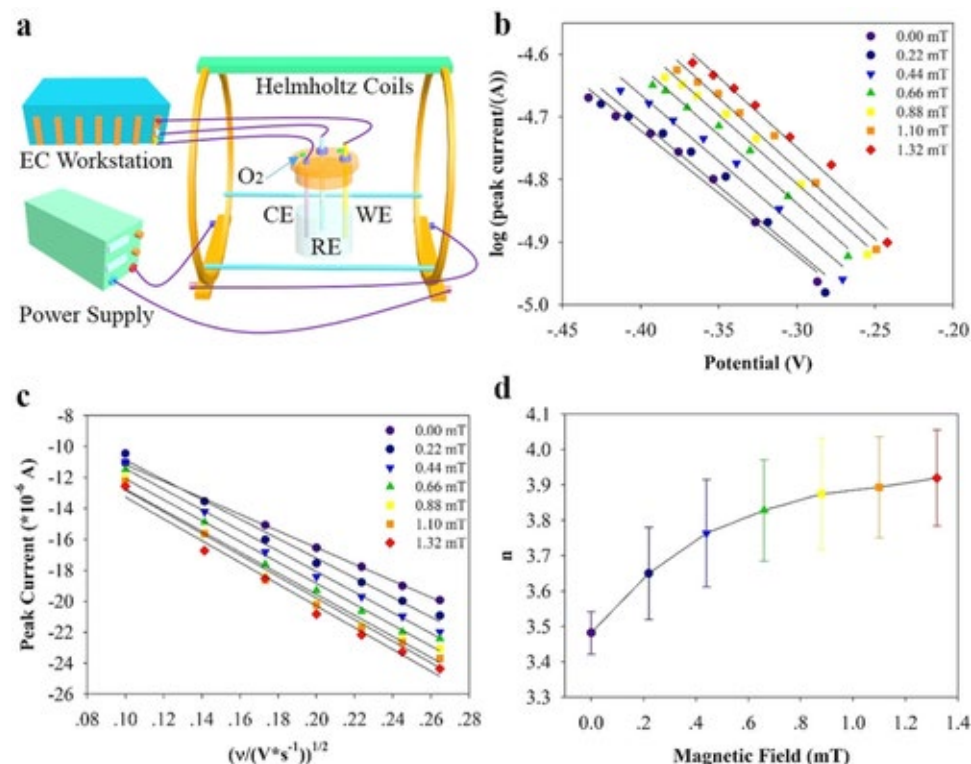 a
Helmholtz Coils
EC Workstation
O2
CE
WE
RE
Power Supply
b
log (peak current/(A))
-4.6
-4.7
-4.8
-4.9
-5.0
0.00 mT
0.22 mT
0.44 mT
0.66 mT
0.88 mT
1.10 mT
1.32 mT
-.45 -.40 -.35 -.30 -.25 -.20
Potential (V)
c
Peak Current (*10⁻⁶ A)
-8
-10
-12
-14
-16
-18
-20
-22
-24
-26
0.00 mT
0.22 mT
0.44 mT
0.66 mT
0.88 mT
1.10 mT
1.32 mT
.10 .12 .14 .16 .18 .20 .22 .24 .26 .28
(ν/(V*s⁻¹))¹/²
d
n
4.1
4.0
3.9
3.8
3.7
3.6
3.5
3.4
3.3
0.0 .2 .4 .6 .8 1.0 1.2 1.4
Magnetic Field (mT)